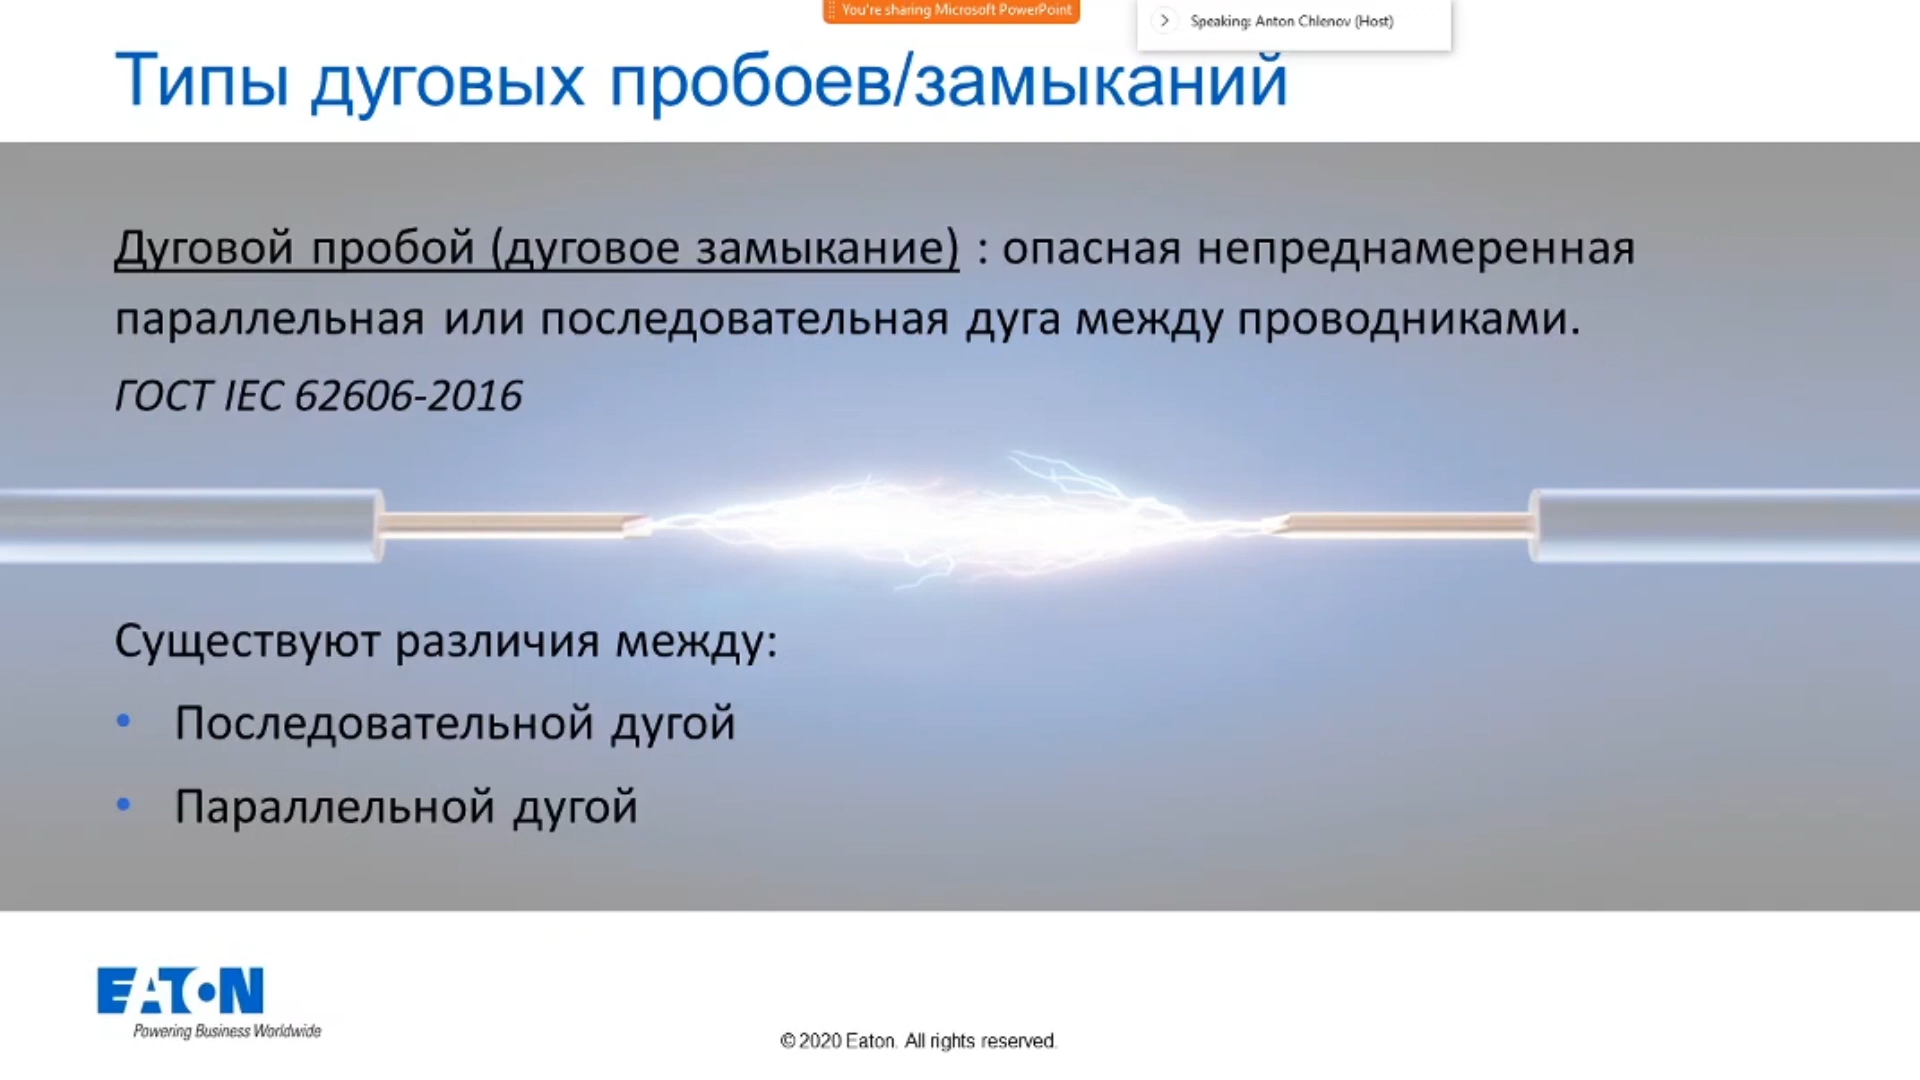 You're sharing Microsoft PowerPoint
Speaking: Anton Chlenov (Host)
Типы дуговых пробоев/замыканий
Дуговой пробой (дуговое замыкание) : опасная непреднамеренная
параллельная или последовательная дуга между проводниками.
ГОСТ IEC 62606-2016
Существуют различия между:
• Последовательной дугой
• Параллельной дугой
EATON
Powering Business Worldwide
© 2020 Eaton. All rights reserved.